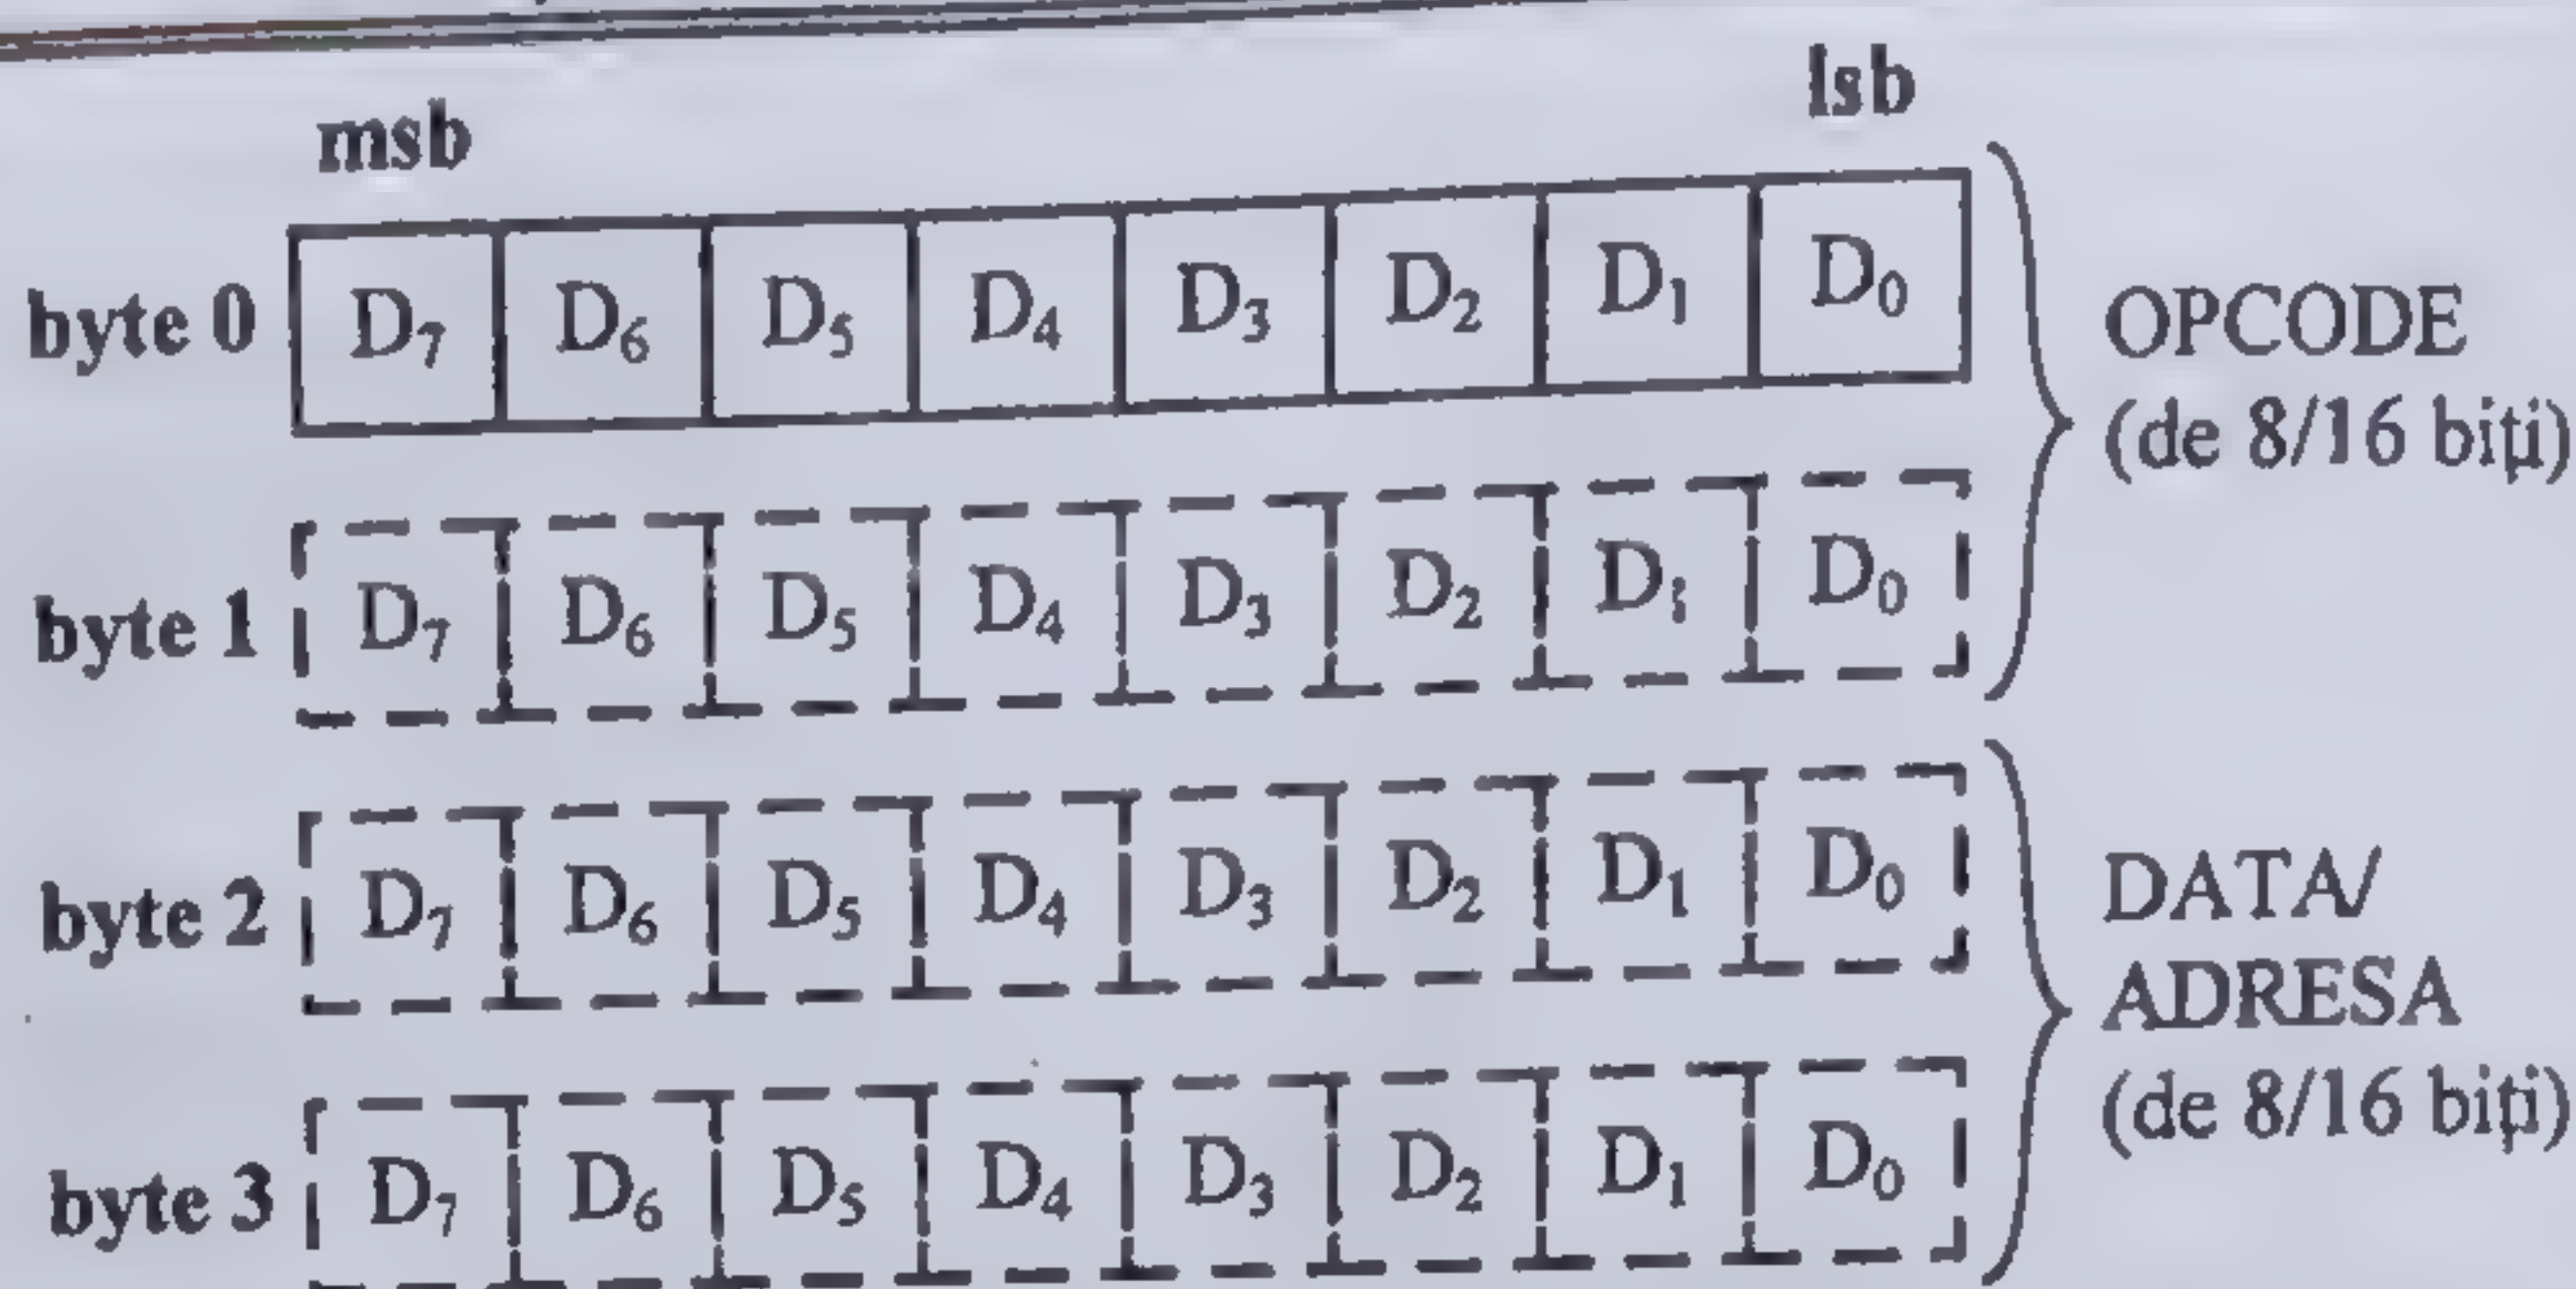 msb lsb
byte 0 D₇ D₆ D₅ D₄ D₃ D₂ D₁ D₀
OPCODE
(de 8/16 biţi)
byte 1 D₇ D₆ D₅ D₄ D₃ D₂ D₁ D₀
byte 2 D₇ D₆ D₅ D₄ D₃ D₂ D₁ D₀
DATA/
ADRESA
(de 8/16 biţi)
byte 3 D₇ D₆ D₅ D₄ D₃ D₂ D₁ D₀